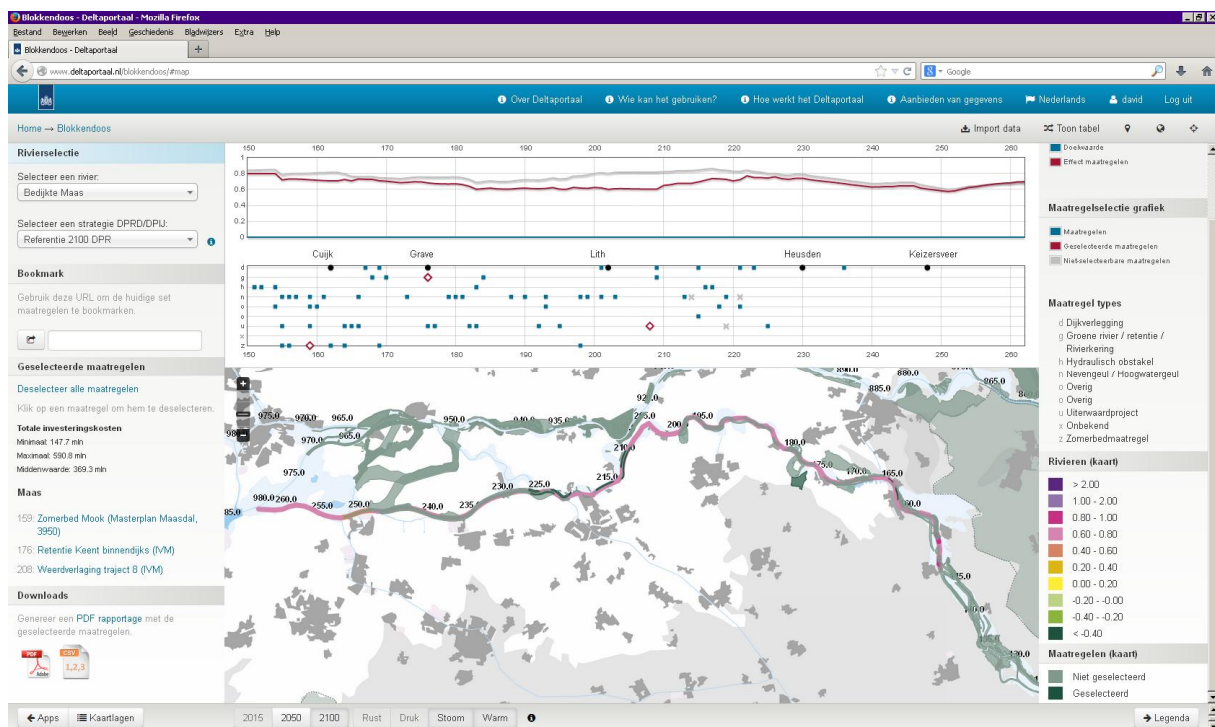 Blokkendoos - Deltaportaal - Mozilla Firefox
Bestand Bewerken Beeld Geschiedenis Bladwijzers Extra Help
Blokkendoos - Deltaportaal
www.deltaportaal.nl/blokkendoos/#map
Google
Over Deltaportaal Wie kan het gebruiken? Hoe werkt het Deltaportaal Aanbieden van gegevens Nederlands david Log uit
Home → Blokkendoos
Import data Toon tabel
Rivierselectie
Selecteer een rivier:
Bedijkte Maas
Selecteer een strategie DPRD/DPIJ:
Referentie 2100 DPR
Bookmark
Gebruik deze URL om de huidige set
maatregelen te bookmarken.
Geselecteerde maatregelen
Deselecteer alle maatregelen
Klik op een maatregel om hem te deselecteren.
Totale investeringskosten
Minimaal: 147.7 mln
Maximaal: 590.8 mln
Middenwaarde: 369.3 mln
Maas
159: Zomerbed Mook (Masterplan Maasdal,
3950)
176: Retentie Keent binnendijks (IVM)
208: Weerdverlaging traject 8 (IVM)
Downloads
Genereer een PDF rapportage met de
geselecteerde maatregelen.
PDF
Adobe
CSV
1,2,3
150 160 170 180 190 200 210 220 230 240 250 260
1
0.8
0.6
0.4
0.2
0
Cuijk Grave Lith Heusden Keizersveer
d
g
h
n
o
o
u
x
z
150 160 170 180 190 200 210 220 230 240 250 260
975.0 970.0 965.0
970.0 965.0
950.0
940.0
935.0
975.0
980.0 260.0
255.0
250.0
240.0
235
230.0
225.0
215.0
210
200
195.0
180.0
170.0
165.0
890.0
880.0
885.0
865.0
Doelwaarde
Effect maatregelen
Maatregelselectie grafiek
Maatregelen
Geselecteerde maatregelen
Niet-selecteerbare maatregelen
Maatregel types
d Dijkverlegging
g Groene rivier / retentie /
Rivierkering
h Hydraulisch obstakel
n Nevengeul / Hoogwatergeul
o Overig
o Overig
u Uiterwaardproject
x Onbekend
z Zomerbedmaatregel
Rivieren (kaart)
> 2.00
1.00 - 2.00
0.80 - 1.00
0.60 - 0.80
0.40 - 0.60
0.20 - 0.40
0.00 - 0.20
-0.20 - -0.00
-0.40 - -0.20
< -0.40
Maatregelen (kaart)
Niet geselecteerd
Geselecteerd
Apps Kaartlagen 2015 2050 2100 Rust Druk Stoom Warm Legenda